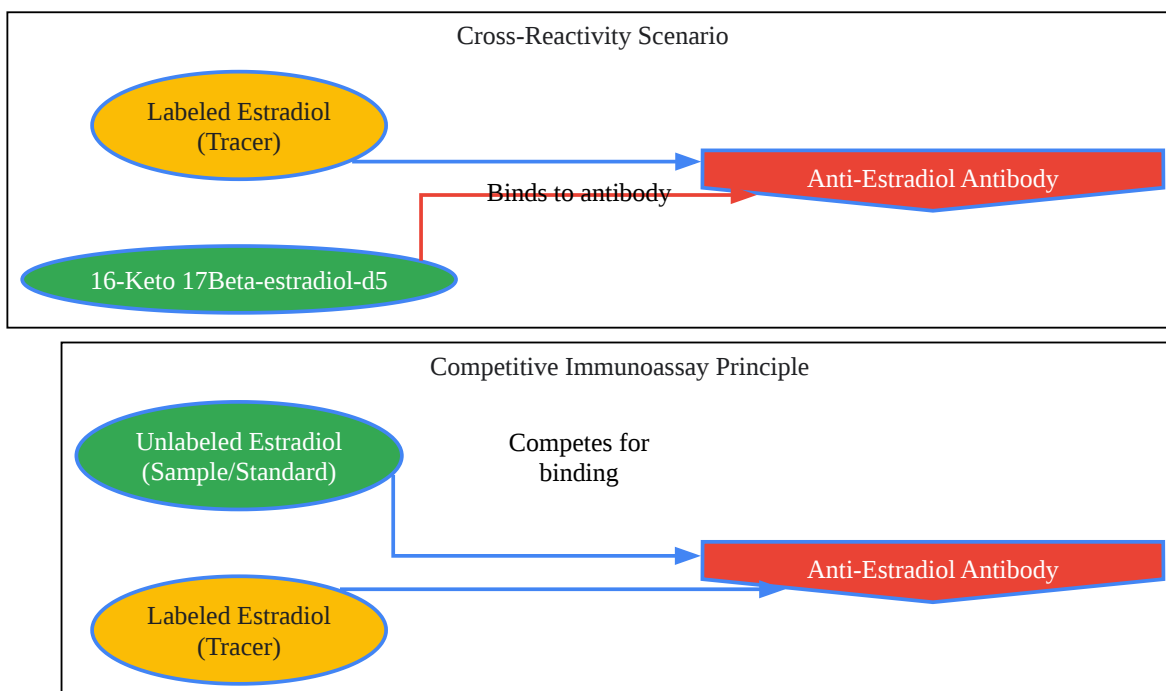 Cross-Reactivity Scenario
Labeled Estradiol
(Tracer)
Anti-Estradiol Antibody
Binds to antibody
16-Keto 17Beta-estradiol-d5
Competitive Immunoassay Principle
Unlabeled Estradiol
(Sample/Standard)
Competes for
binding
Anti-Estradiol Antibody
Labeled Estradiol
(Tracer)